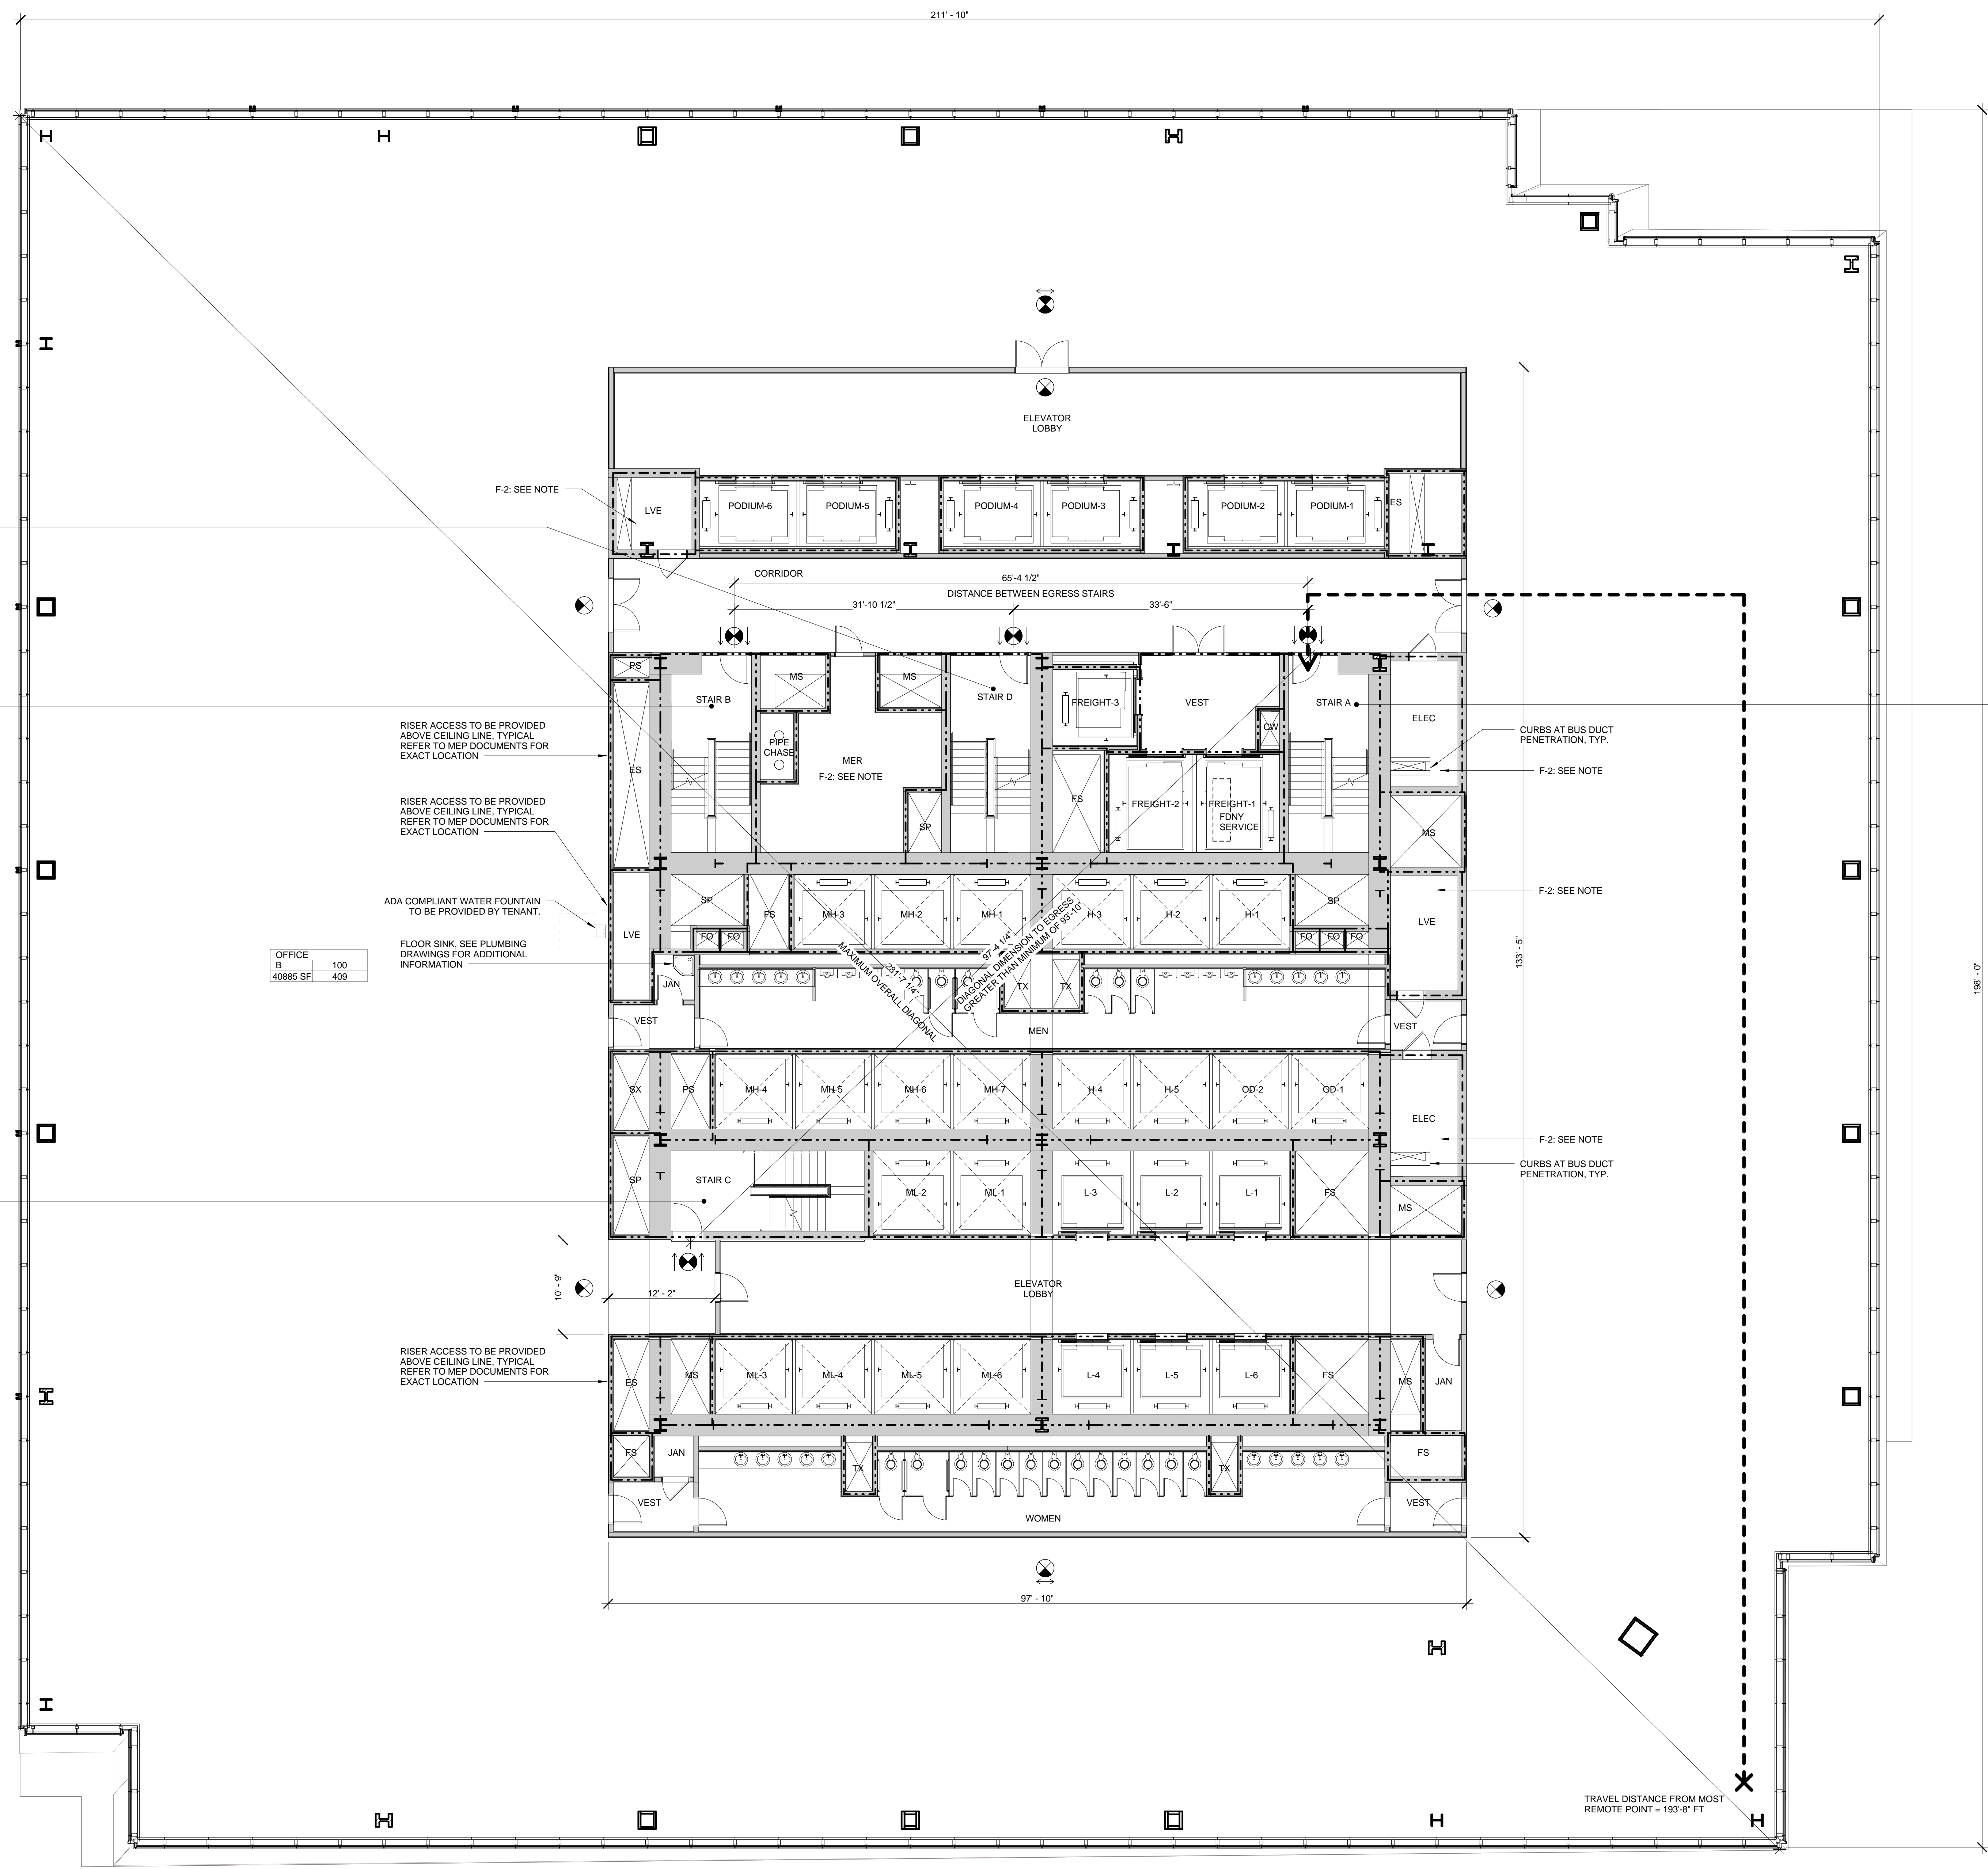 211' - 10"
ELEVATOR
LOBBY
F-2: SEE NOTE
LVE
PODIUM-6
PODIUM-5
PODIUM-4
PODIUM-3
PODIUM-2
PODIUM-1
ES
CORRIDOR
65'-4 1/2"
DISTANCE BETWEEN EGRESS STAIRS
31'-10 1/2"
33'-6"
PS
STAIR B
MS
MS
STAIR D
FREIGHT-3
VEST
STAIR A
ELEC
CW
RISER ACCESS TO BE PROVIDED
ABOVE CEILING LINE, TYPICAL
REFER TO MEP DOCUMENTS FOR
EXACT LOCATION
ES
PIPE
CHASE
MER
F-2: SEE NOTE
CURBS AT BUS DUCT
PENETRATION, TYP.
F-2: SEE NOTE
RISER ACCESS TO BE PROVIDED
ABOVE CEILING LINE, TYPICAL
REFER TO MEP DOCUMENTS FOR
EXACT LOCATION
SP
FS
FREIGHT-2
FREIGHT-1
FDNY
SERVICE
MS
F-2: SEE NOTE
ADA COMPLIANT WATER FOUNTAIN
TO BE PROVIDED BY TENANT.
SP
FS
MH-3
MH-2
MH-1
H-3
H-2
H-1
SP
LVE
LVE
FO
FO
FO
FO
FO
FLOOR SINK, SEE PLUMBING
DRAWINGS FOR ADDITIONAL
INFORMATION
OFFICE
B 100
40885 SF 409
133' - 5"
198' - 0"
97'-4 1/4"
DIAGONAL DIMENSION TO EGRESS
GREATER THAN MINIMUM OF 93'-10"
281'-7 1/4"
MAXIMUM OVERALL DIAGONAL
JAN
TX
TX
VEST
MEN
VEST
SX
PS
MH-4
MH-5
MH-6
MH-7
H-4
H-5
OD-2
OD-1
ELEC
F-2: SEE NOTE
CURBS AT BUS DUCT
PENETRATION, TYP.
SP
STAIR C
ML-2
ML-1
L-3
L-2
L-1
FS
MS
10' - 9"
12' - 2"
ELEVATOR
LOBBY
RISER ACCESS TO BE PROVIDED
ABOVE CEILING LINE, TYPICAL
REFER TO MEP DOCUMENTS FOR
EXACT LOCATION
ES
MS
ML-3
ML-4
ML-5
ML-6
L-4
L-5
L-6
FS
MS
JAN
FS
JAN
TX
TX
FS
VEST
WOMEN
VEST
97' - 10"
TRAVEL DISTANCE FROM MOST
REMOTE POINT = 193'-8" FT